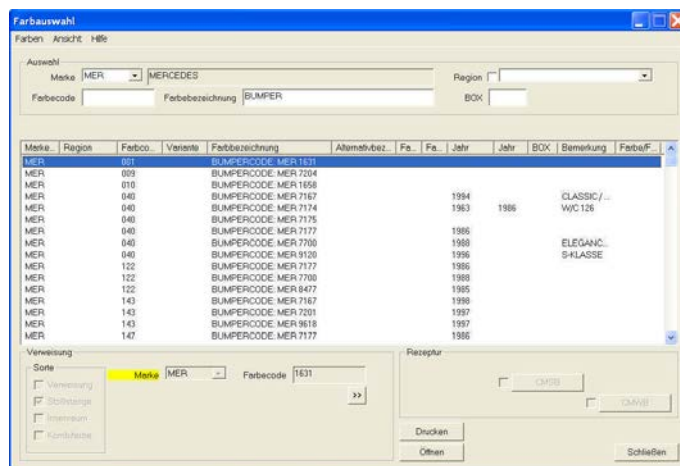 Farbauswahl
Farben Ansicht Hilfe
Auswahl
Marke MER MERCEDES Region
Farbcode Farbbezeichnung BUMPER BOX
Marke... Region Farbco... Variante Farbbezeichnung Alternativbez... Fa... Fa... Jahr Jahr BOX Bemerkung Farbe/F...
MER 001 BUMPERCODE: MER 1631
MER 009 BUMPERCODE: MER 7204
MER 010 BUMPERCODE: MER 1658
MER 040 BUMPERCODE: MER 7167 1994 CLASSIC/...
MER 040 BUMPERCODE: MER 7174 1963 1986 W/C 126
MER 040 BUMPERCODE: MER 7175
MER 040 BUMPERCODE: MER 7177 1986
MER 040 BUMPERCODE: MER 7700 1988 ELEGANC...
MER 040 BUMPERCODE: MER 9120 1996 S-KLASSE
MER 122 BUMPERCODE: MER 7177 1986
MER 122 BUMPERCODE: MER 7700 1988
MER 122 BUMPERCODE: MER 8477 1985
MER 143 BUMPERCODE: MER 7167 1998
MER 143 BUMPERCODE: MER 7201 1997
MER 143 BUMPERCODE: MER 9618 1997
MER 147 BUMPERCODE: MER 7177 1986
Verweisung
Sorte
Verweisung
Stoßstange
Innenraum
Kombifarbe
Marke MER Farbcode 1631
>>
Rezeptur
CMSB
CMWB
Drucken
Öffnen Schließen